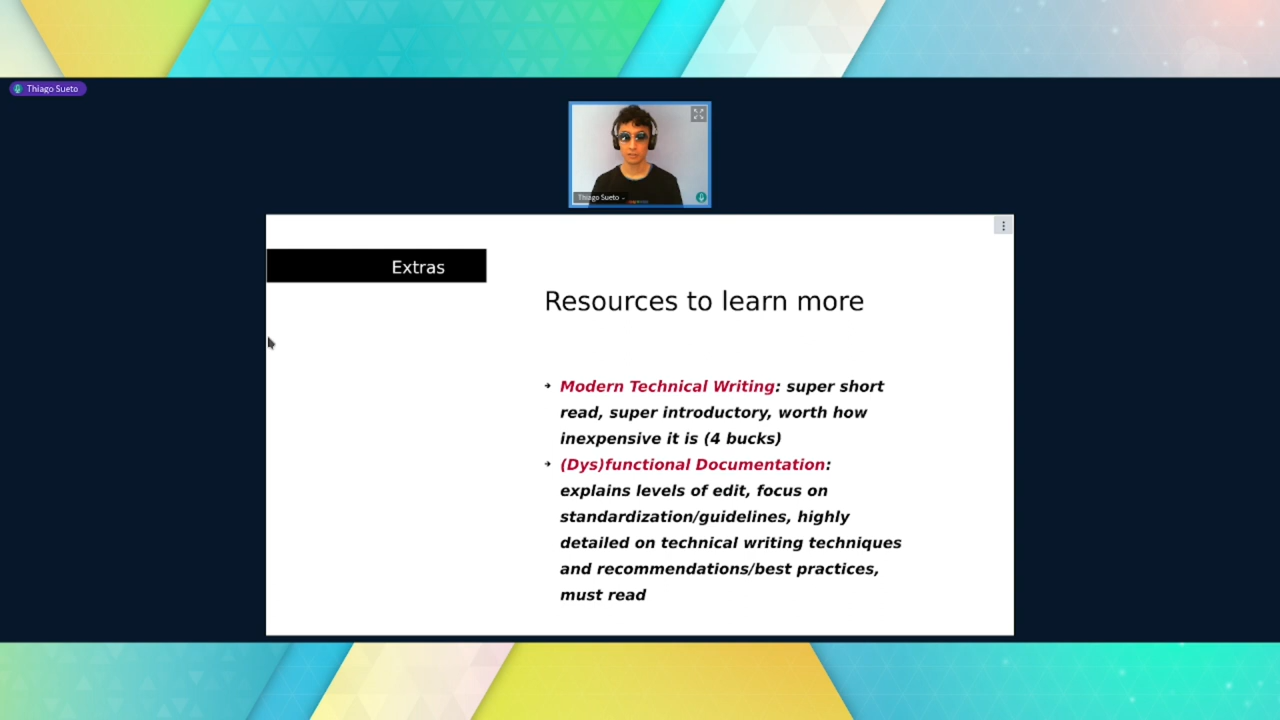 Thiago Sueto
Thiago Sueto
Extras
Resources to learn more
Modern Technical Writing: super short
read, super introductory, worth how
inexpensive it is (4 bucks)
(Dys)functional Documentation:
explains levels of edit, focus on
standardization/guidelines, highly
detailed on technical writing techniques
and recommendations/best practices,
must read